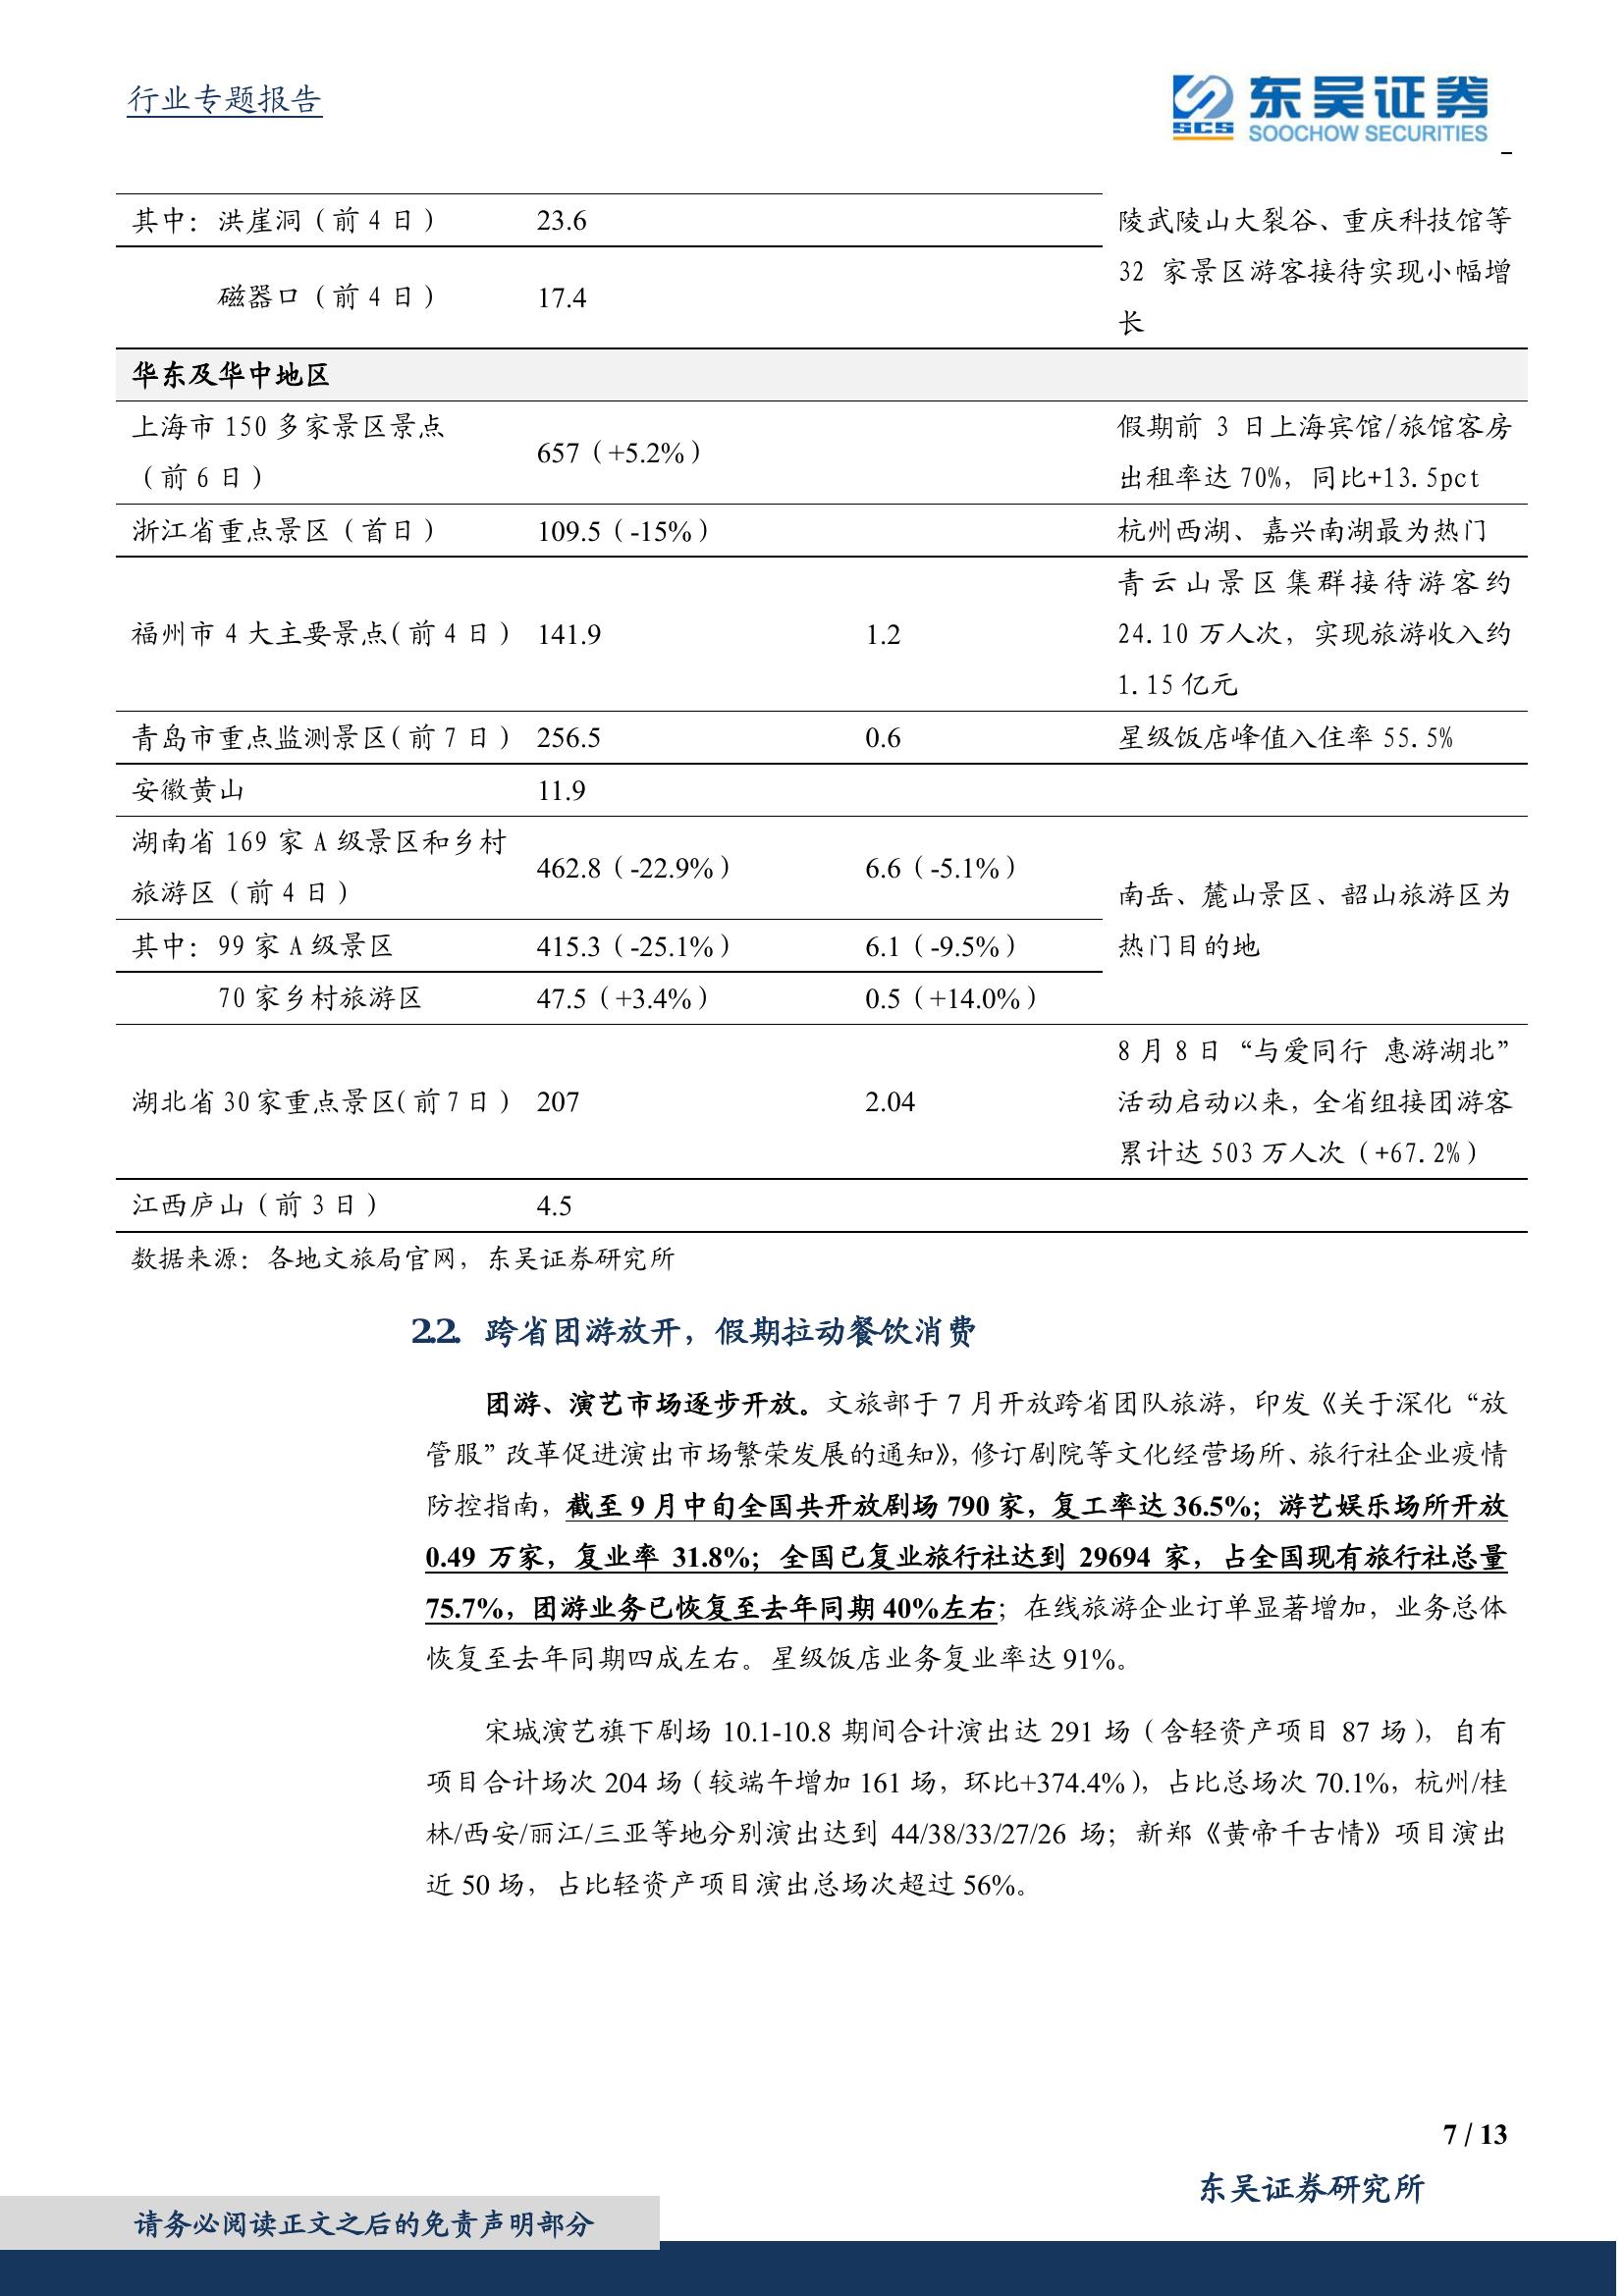 行业专题报告
东吴证券
SCS
SOOCHOW SECURITIES
其中：洪崖洞（前 4 日） 23.6
陵武陵山大裂谷、重庆科技馆等
32 家景区游客接待实现小幅增
长
磁器口（前 4 日） 17.4
华东及华中地区
上海市 150 多家景区景点
（前 6 日）
657（+5.2%）
假期前 3 日上海宾馆/旅馆客房
出租率达 70%，同比+13.5pct
浙江省重点景区（首日） 109.5（-15%） 杭州西湖、嘉兴南湖最为热门
福州市 4 大主要景点（前 4 日） 141.9 1.2
青云山景区集群接待游客约
24.10 万人次，实现旅游收入约
1.15 亿元
青岛市重点监测景区（前 7 日） 256.5 0.6 星级饭店峰值入住率 55.5%
安徽黄山 11.9
湖南省 169 家 A 级景区和乡村
旅游区（前 4 日）
462.8（-22.9%） 6.6（-5.1%）
南岳、麓山景区、韶山旅游区为
热门目的地
其中：99 家 A 级景区 415.3（-25.1%） 6.1（-9.5%）
70 家乡村旅游区 47.5（+3.4%） 0.5（+14.0%）
湖北省 30 家重点景区（前 7 日） 207 2.04
8 月 8 日“与爱同行 惠游湖北”
活动启动以来，全省组接团游客
累计达 503 万人次（+67.2%）
江西庐山（前 3 日） 4.5
数据来源：各地文旅局官网，东吴证券研究所
2.2. 跨省团游放开，假期拉动餐饮消费
团游、演艺市场逐步开放。文旅部于 7 月开放跨省团队旅游，印发《关于深化“放
管服”改革促进演出市场繁荣发展的通知》，修订剧院等文化经营场所、旅行社企业疫情
防控指南，截至 9 月中旬全国共开放剧场 790 家，复工率达 36.5%；游艺娱乐场所开放
0.49 万家，复业率 31.8%；全国已复业旅行社达到 29694 家，占全国现有旅行社总量
75.7%，团游业务已恢复至去年同期 40%左右；在线旅游企业订单显著增加，业务总体
恢复至去年同期四成左右。星级饭店业务复业率达 91%。
宋城演艺旗下剧场 10.1-10.8 期间合计演出达 291 场（含轻资产项目 87 场），自有
项目合计场次 204 场（较端午增加 161 场，环比+374.4%），占比总场次 70.1%，杭州/桂
林/西安/丽江/三亚等地分别演出达到 44/38/33/27/26 场；新郑《黄帝千古情》项目演出
近 50 场，占比轻资产项目演出总场次超过 56%。
7 / 13
东吴证券研究所
请务必阅读正文之后的免责声明部分